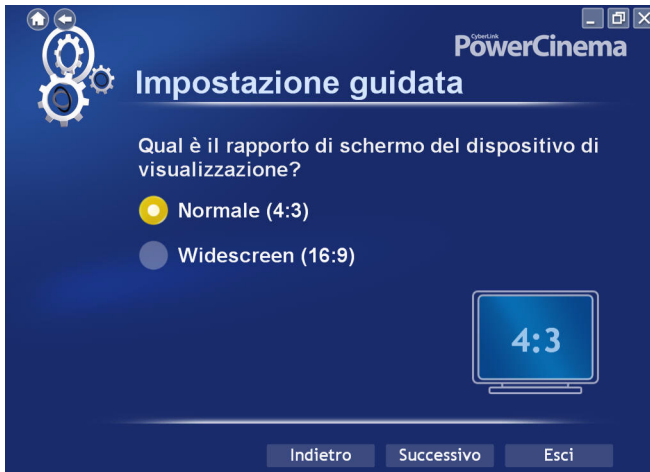 CyberLink
PowerCinema
Impostazione guidata
Qual è il rapporto di schermo del dispositivo di
visualizzazione?
Normale (4:3)
Widescreen (16:9)
4:3
Indietro Successivo Esci